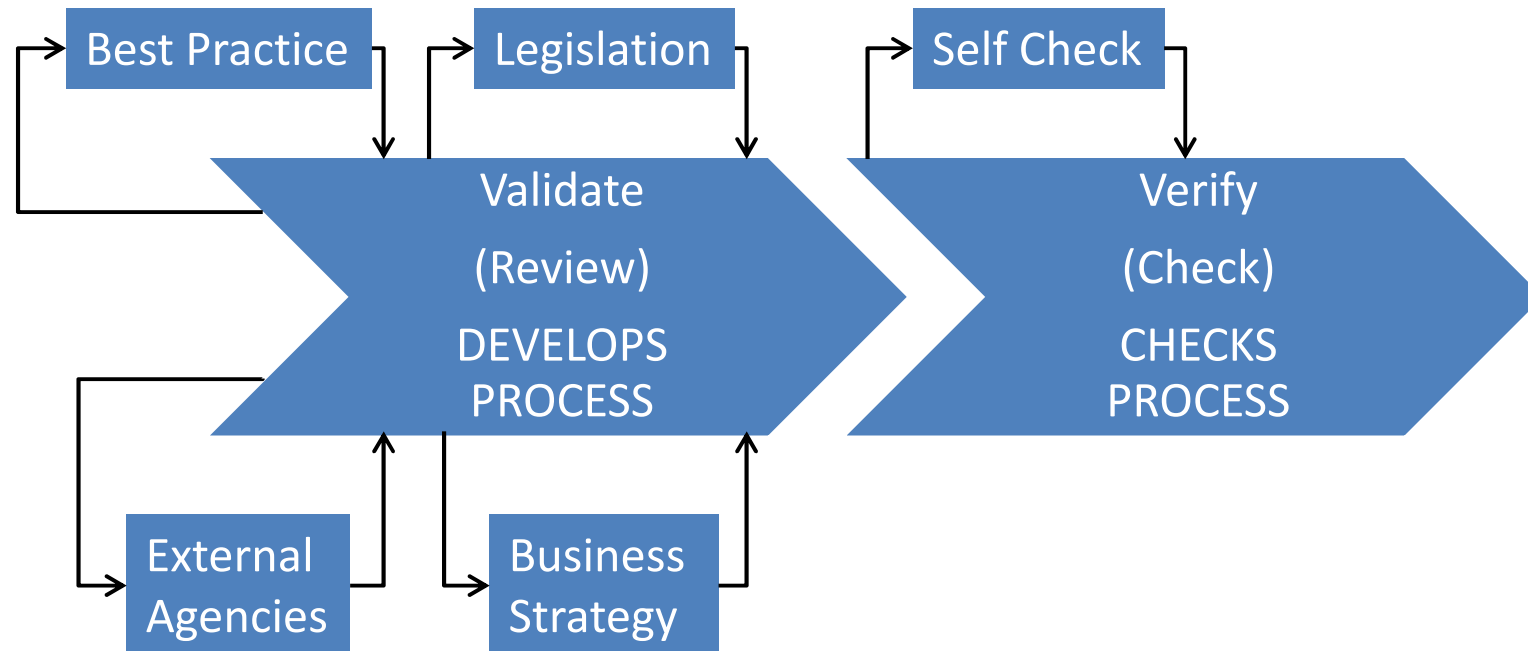 Best Practice
Legislation
Self Check
Validate
(Review)
DEVELOPS
PROCESS
Verify
(Check)
CHECKS
PROCESS
External
Agencies
Business
Strategy